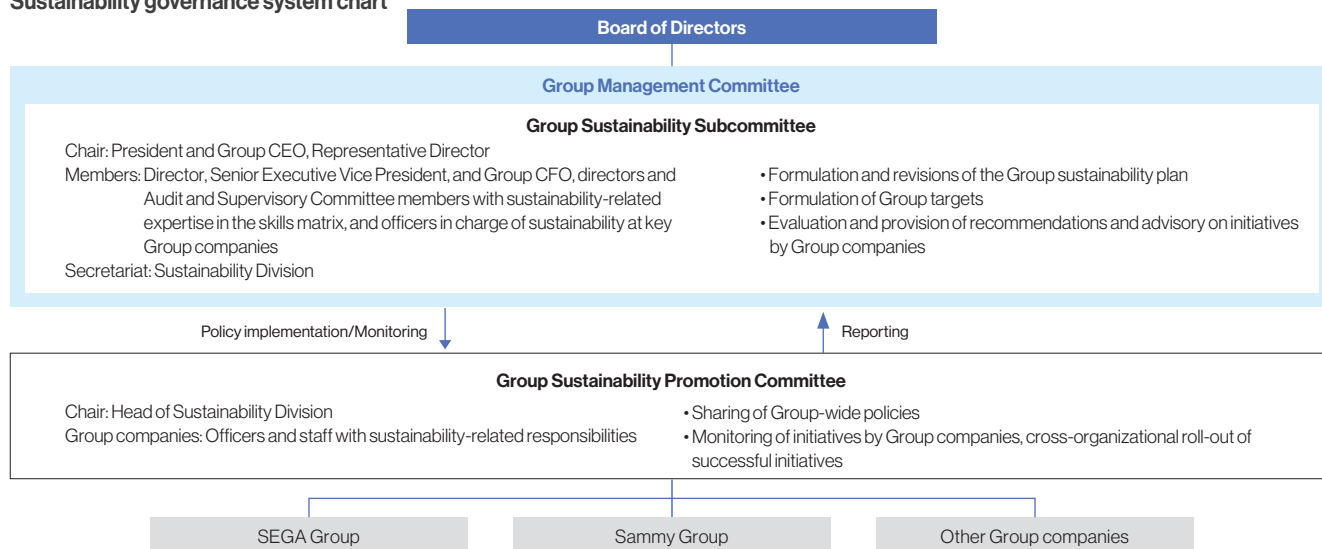 Sustainability governance system chart
Board of Directors
Group Management Committee
Group Sustainability Subcommittee
Chair: President and Group CEO, Representative Director
Members: Director, Senior Executive Vice President, and Group CFO, directors and
Audit and Supervisory Committee members with sustainability-related
expertise in the skills matrix, and officers in charge of sustainability at key
Group companies
Secretariat: Sustainability Division
• Formulation and revisions of the Group sustainability plan
• Formulation of Group targets
• Evaluation and provision of recommendations and advisory on initiatives
by Group companies
Policy implementation/Monitoring
Reporting
Group Sustainability Promotion Committee
Chair: Head of Sustainability Division
Group companies: Officers and staff with sustainability-related responsibilities
• Sharing of Group-wide policies
• Monitoring of initiatives by Group companies, cross-organizational roll-out of
successful initiatives
SEGA Group
Sammy Group
Other Group companies